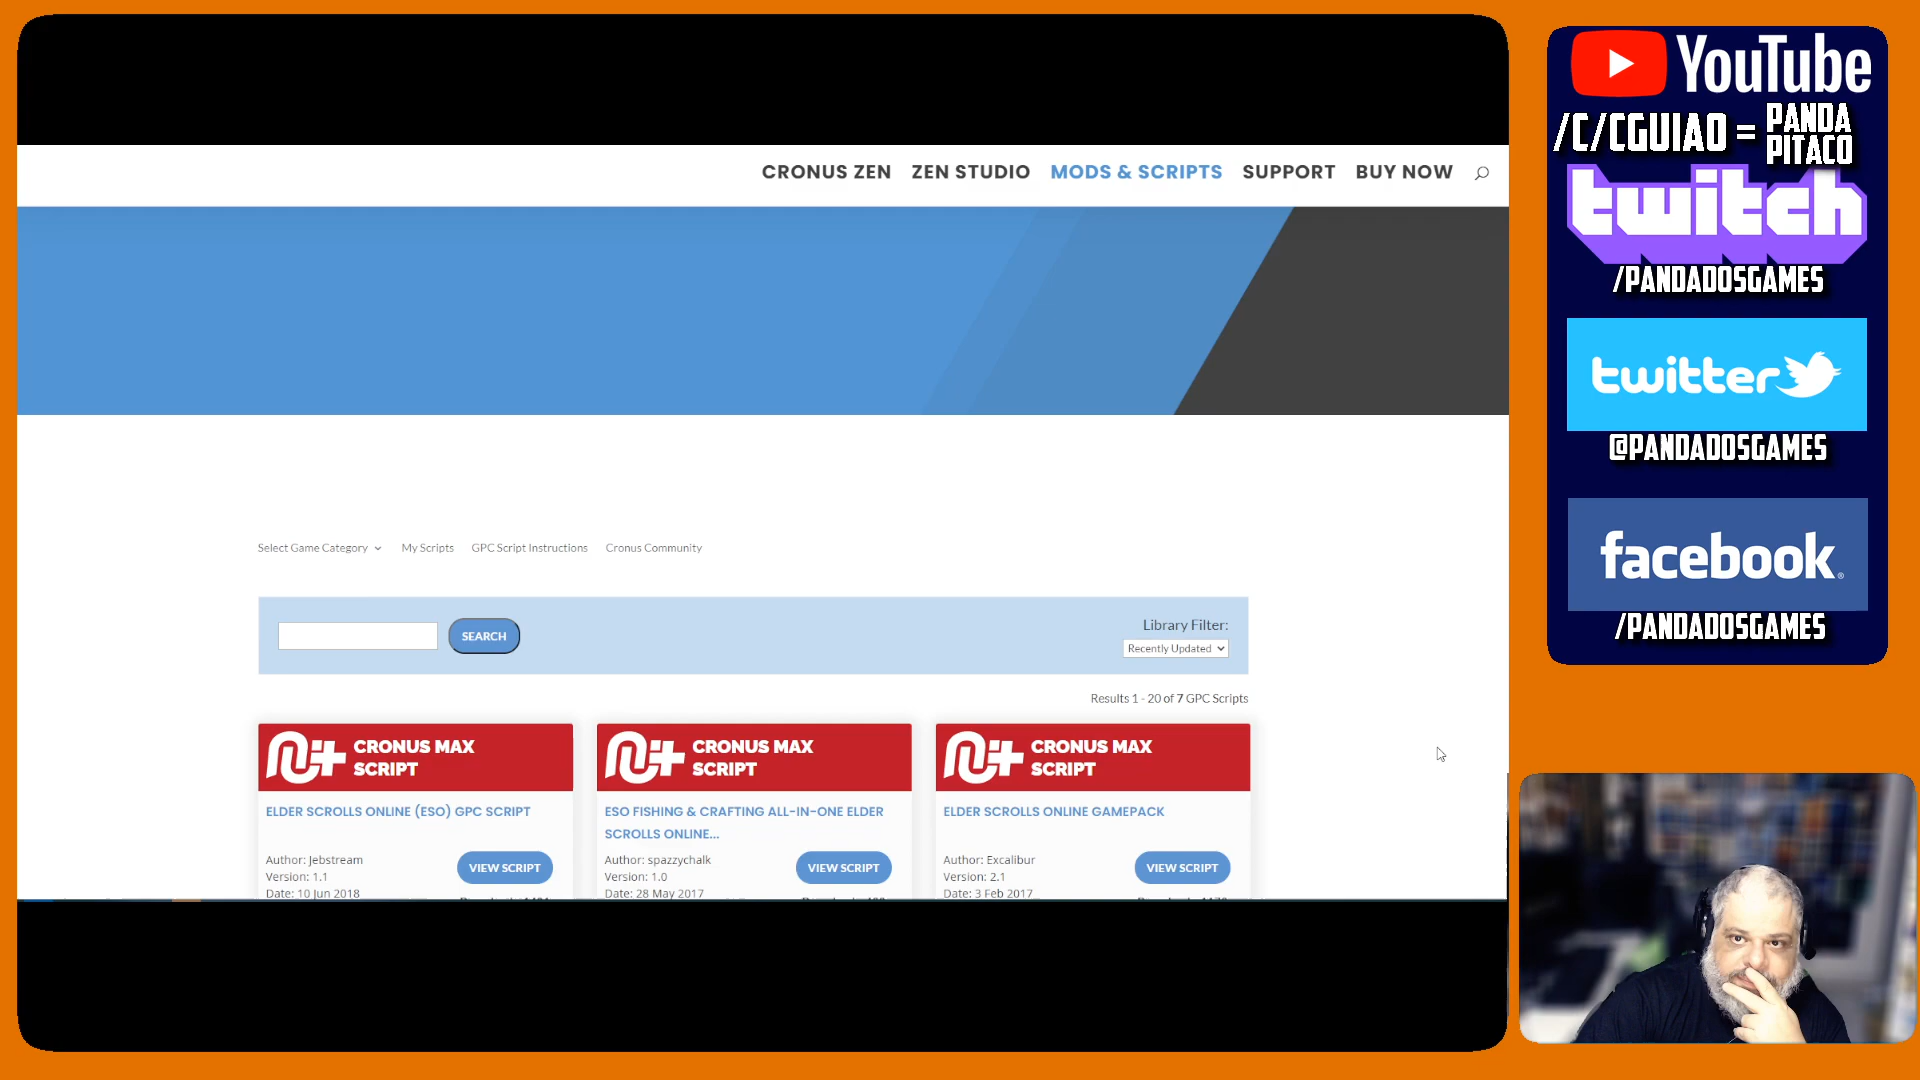 CRONUS ZEN
ZEN STUDIO
MODS & SCRIPTS
SUPPORT
BUY NOW
Select Game Category
My Scripts
GPC Script Instructions
Cronus Community
SEARCH
Library Filter:
Recently Updated
Results 1 - 20 of 7 GPC Scripts
CRONUS MAX
SCRIPT
ELDER SCROLLS ONLINE (ESO) GPC SCRIPT
Author: Jebstream
Version: 1.1
Date: 10 Jun 2018
VIEW SCRIPT
CRONUS MAX
SCRIPT
ESO FISHING & CRAFTING ALL-IN-ONE ELDER
SCROLLS ONLINE...
Author: spazzychalk
Version: 1.0
Date: 28 May 2017
VIEW SCRIPT
CRONUS MAX
SCRIPT
ELDER SCROLLS ONLINE GAMEPACK
Author: Excalibur
Version: 2.1
Date: 3 Feb 2017
VIEW SCRIPT
YouTube
/C/CGUIAO = PANDA
PITACO
twitch
/PANDADOSGAMES
twitter
@PANDADOSGAMES
facebook®
/PANDADOSGAMES